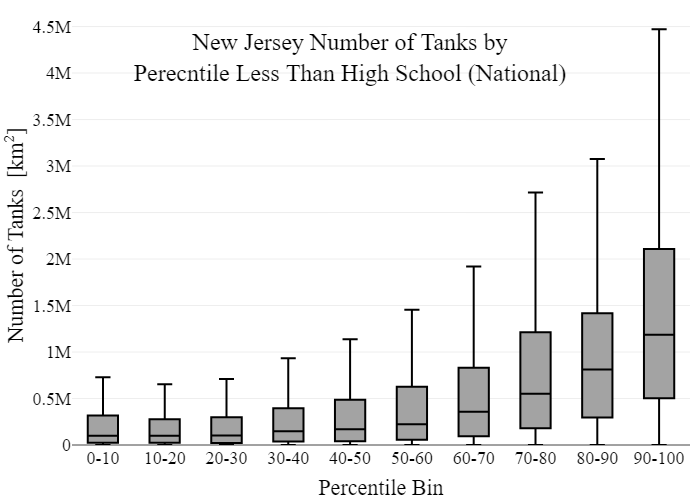 New Jersey Number of Tanks by
Perecntile Less Than High School (National)
Number of Tanks [km²]
4.5M
4M
3.5M
3M
2.5M
2M
1.5M
1M
0.5M
0
0-10 10-20 20-30 30-40 40-50 50-60 60-70 70-80 80-90 90-100
Percentile Bin